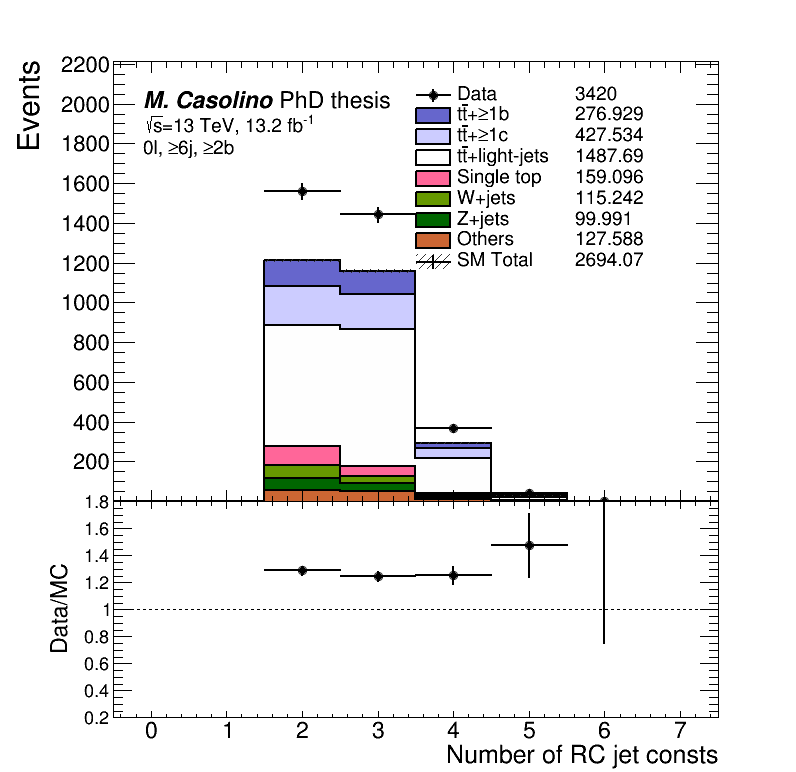 Events
2200
2000
1800
1600
1400
1200
1000
800
600
400
200
M. Casolino PhD thesis
√s=13 TeV, 13.2 fb⁻¹
0l, ≥6j, ≥2b
Data 3420
tt̄+≥1b 276.929
tt̄+≥1c 427.534
tt̄+light-jets 1487.69
Single top 159.096
W+jets 115.242
Z+jets 99.991
Others 127.588
SM Total 2694.07
Data/MC
1.8
1.6
1.4
1.2
1
0.8
0.6
0.4
0.2
0 1 2 3 4 5 6 7
Number of RC jet consts